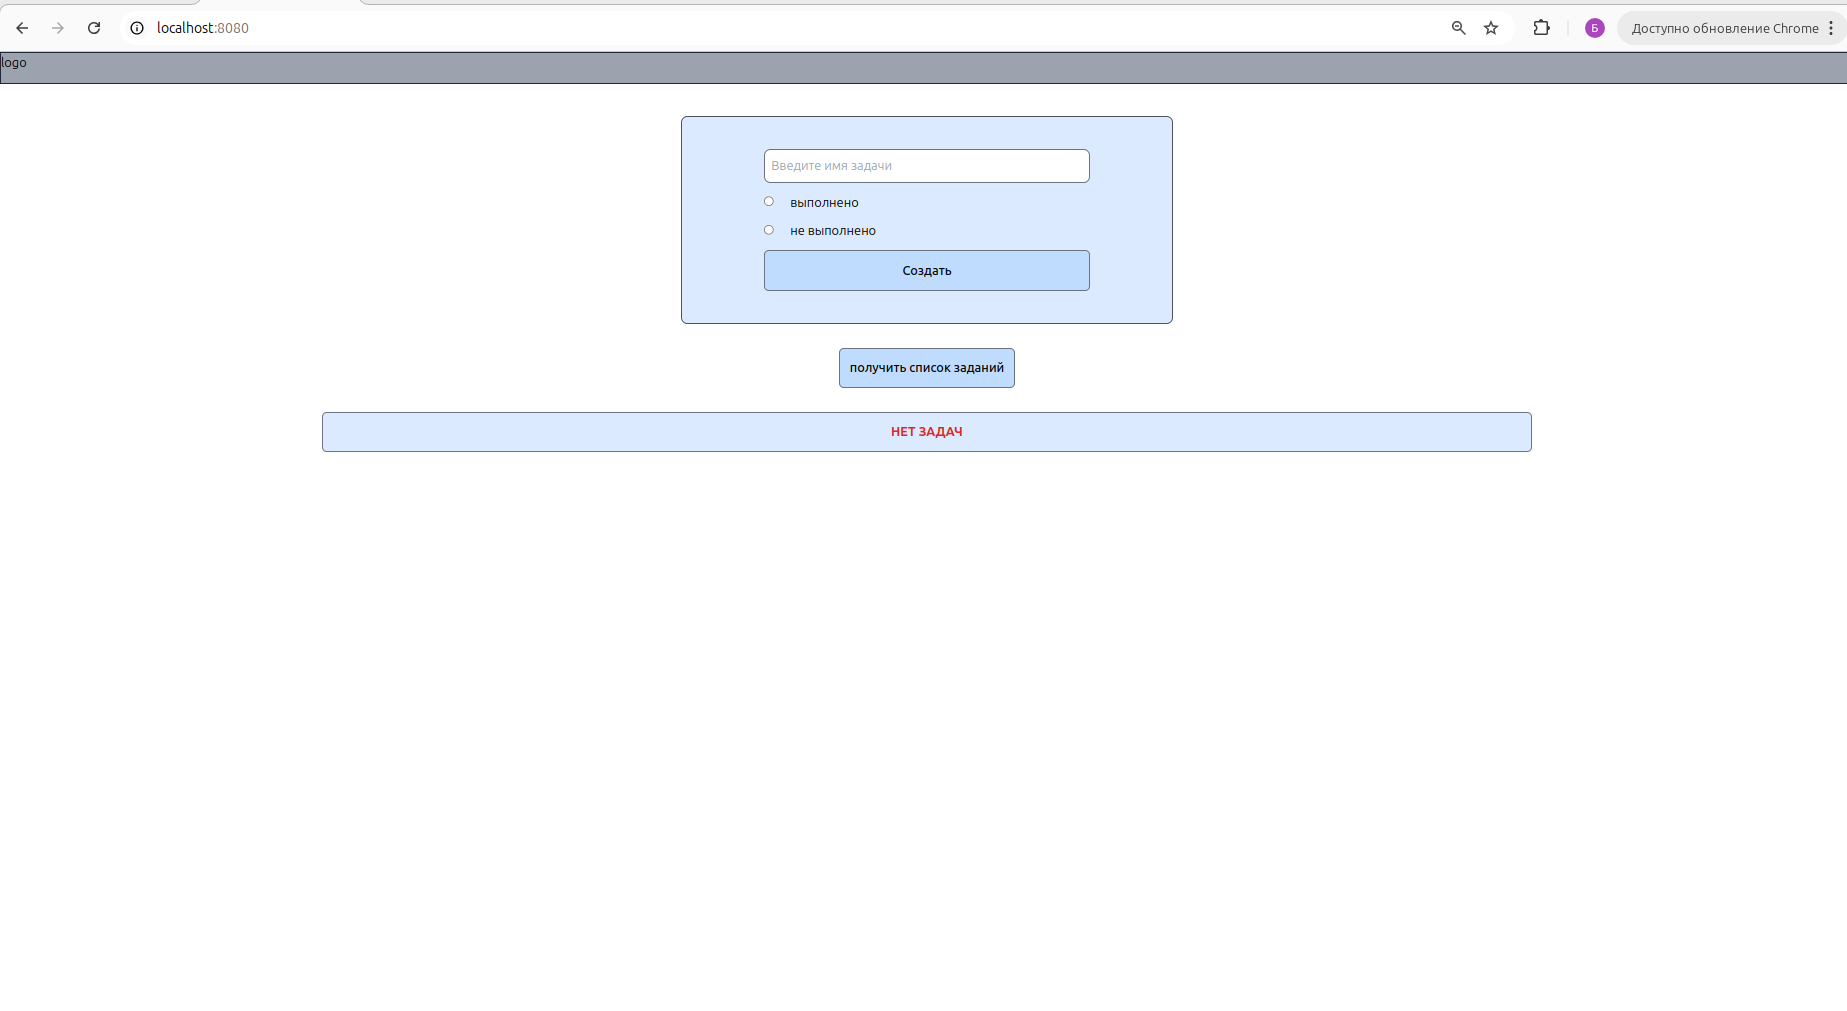 localhost:8080
Б
Доступно обновление Chrome
logo
Введите имя задачи
выполнено
не выполнено
Создать
получить список заданий
НЕТ ЗАДАЧ